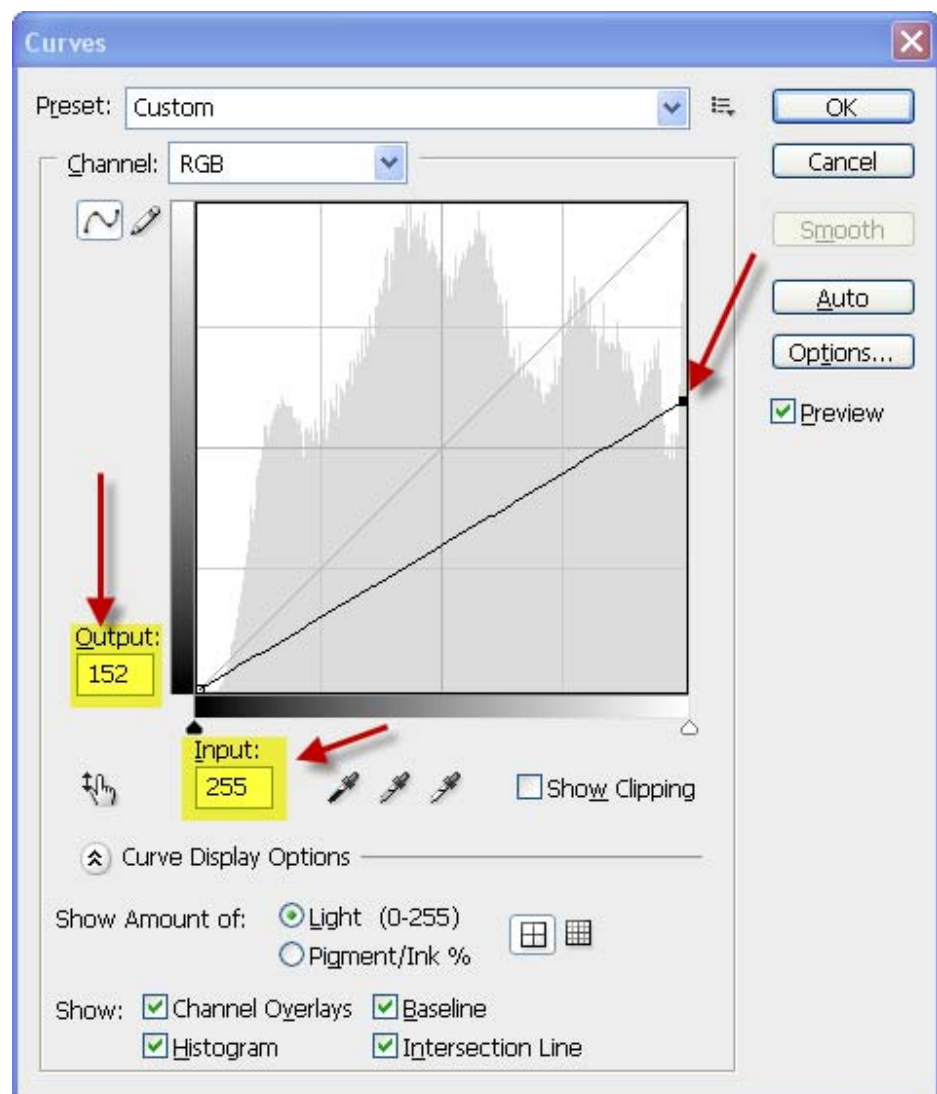 Curves
Preset: Custom
OK
Channel: RGB
Cancel
Smooth
Auto
Options...
Preview
Output:
152
Input:
255
Show Clipping
Curve Display Options
Show Amount of: Light (0-255)
Pigment/Ink %
Show: Channel Overlays Baseline
Histogram Intersection Line